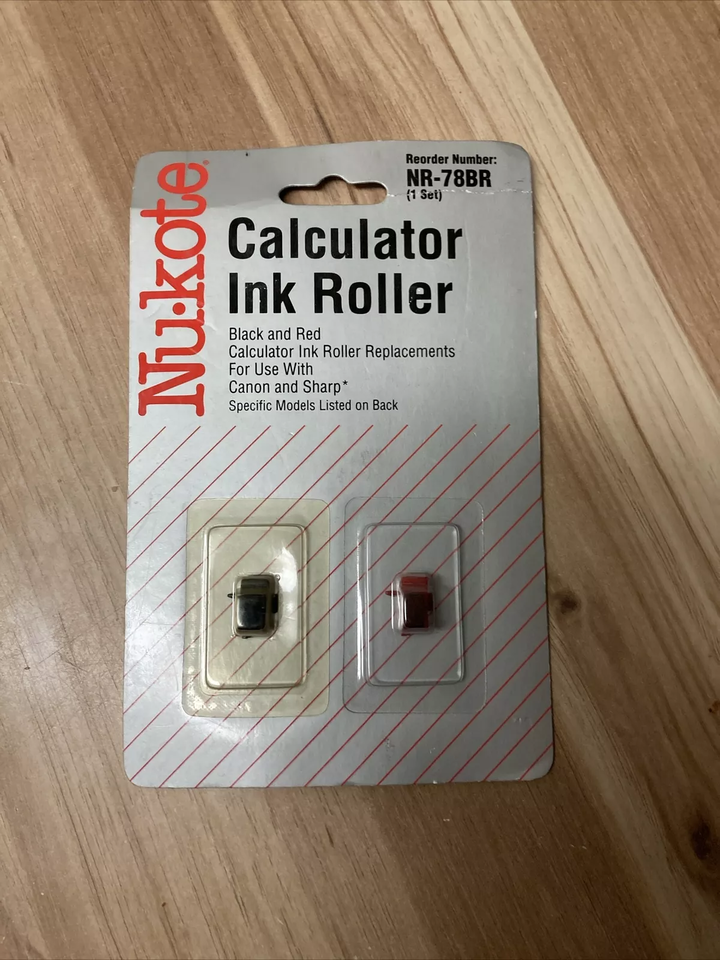 Nu·kote®
Reorder Number:
NR-78BR
(1 Set)
Calculator
Ink Roller
Black and Red
Calculator Ink Roller Replacements
For Use With
Canon and Sharp*
Specific Models Listed on Back